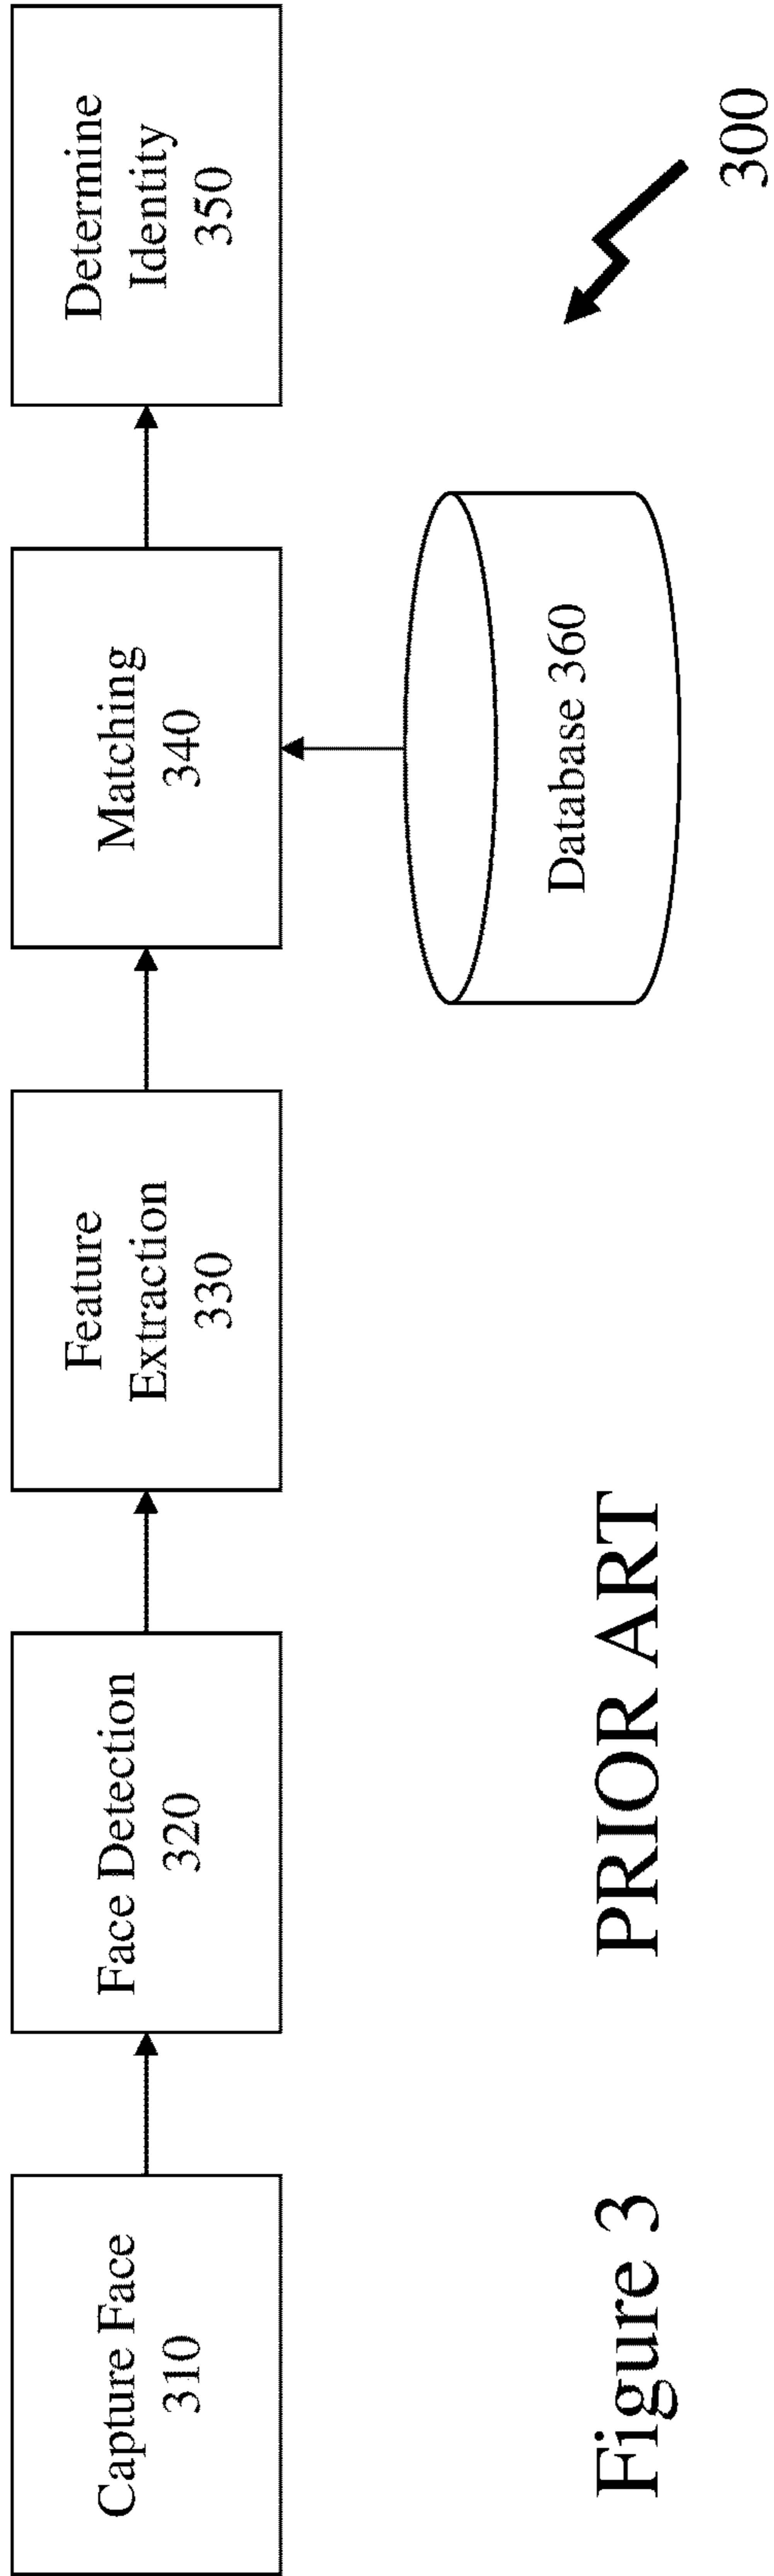 Capture Face
310
Face Detection
320
Feature
Extraction
330
Matching
340
Determine
Identity
350
Database 360
Figure 3
PRIOR ART
300